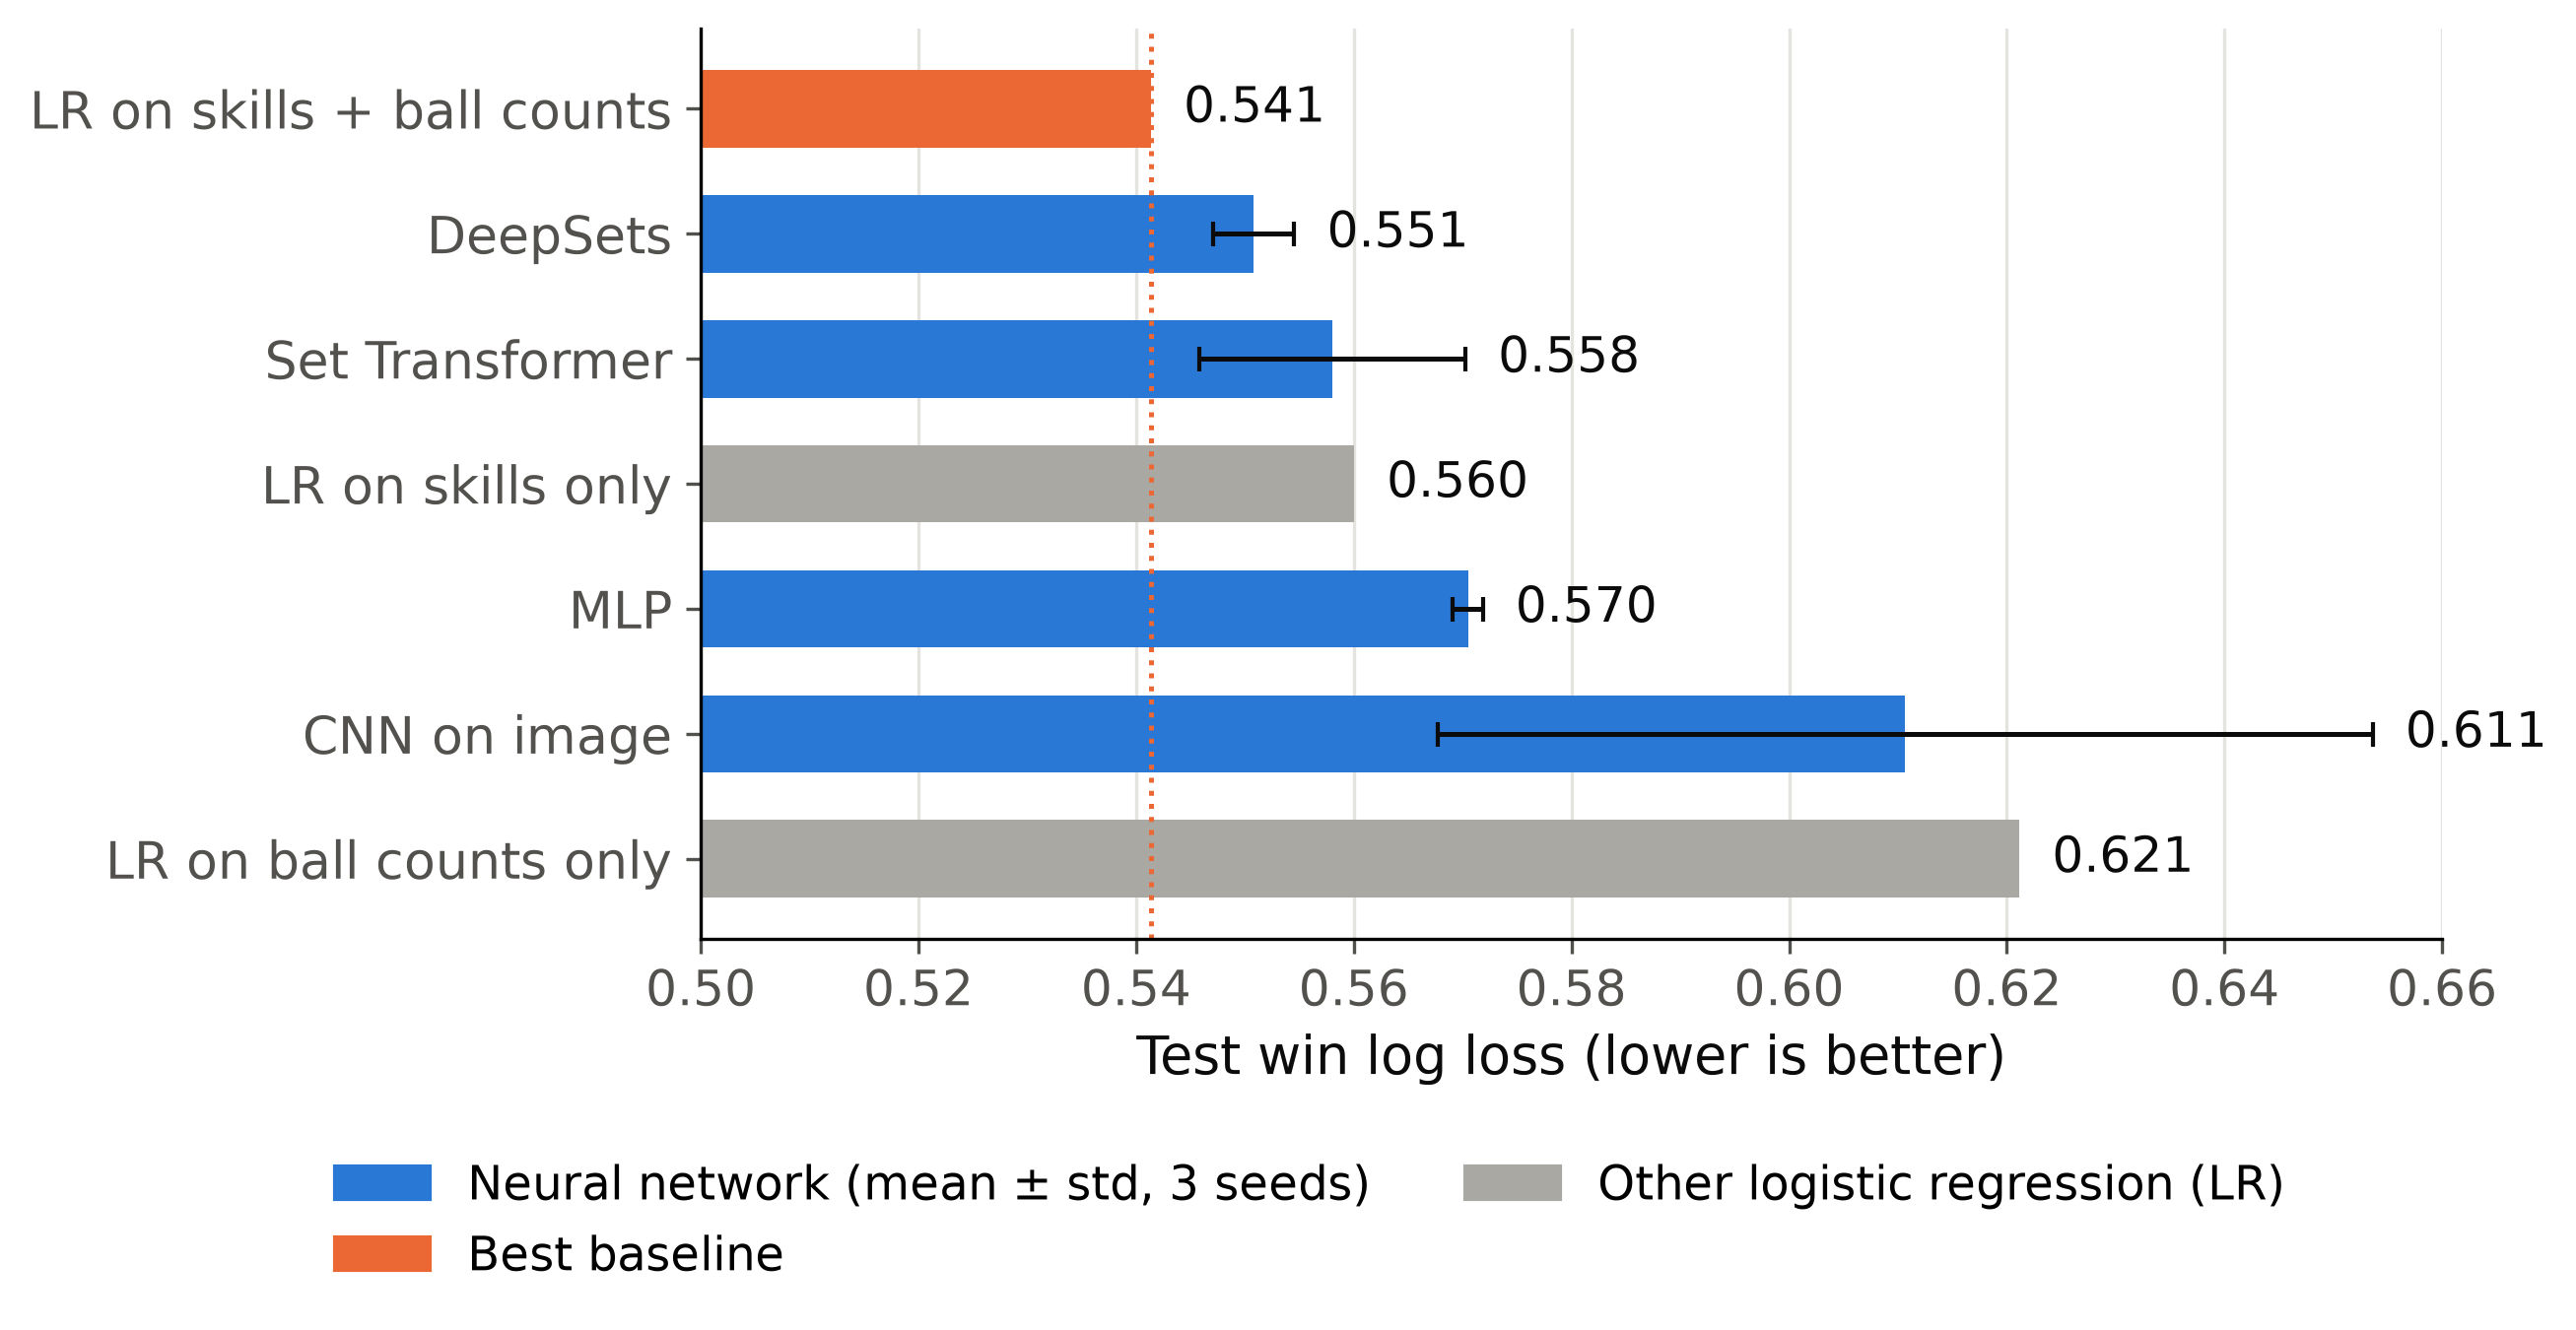 LR on skills + ball counts
0.541
DeepSets
0.551
Set Transformer
0.558
LR on skills only
0.560
MLP
0.570
CNN on image
0.611
LR on ball counts only
0.621
0.50 0.52 0.54 0.56 0.58 0.60 0.62 0.64 0.66
Test win log loss (lower is better)
Neural network (mean ± std, 3 seeds)
Best baseline
Other logistic regression (LR)